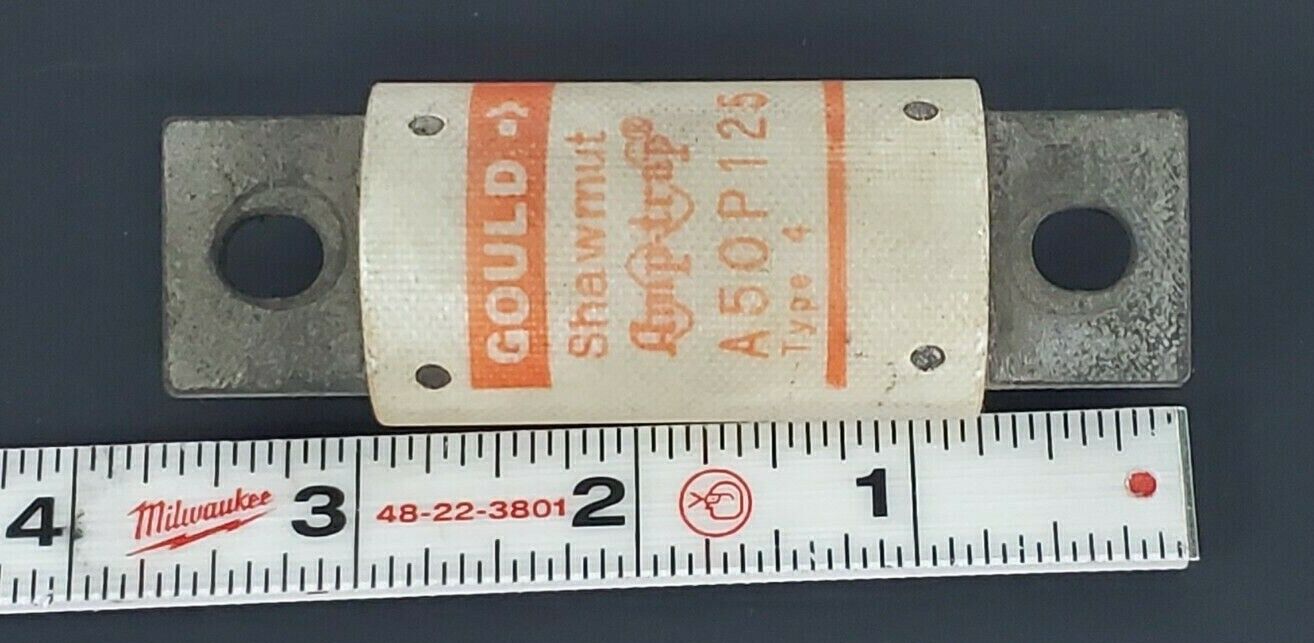 GOULD
Shawmut
Amp-trap®
A50P125
Type 4
4 Milwaukee 3 48-22-3801 2 1